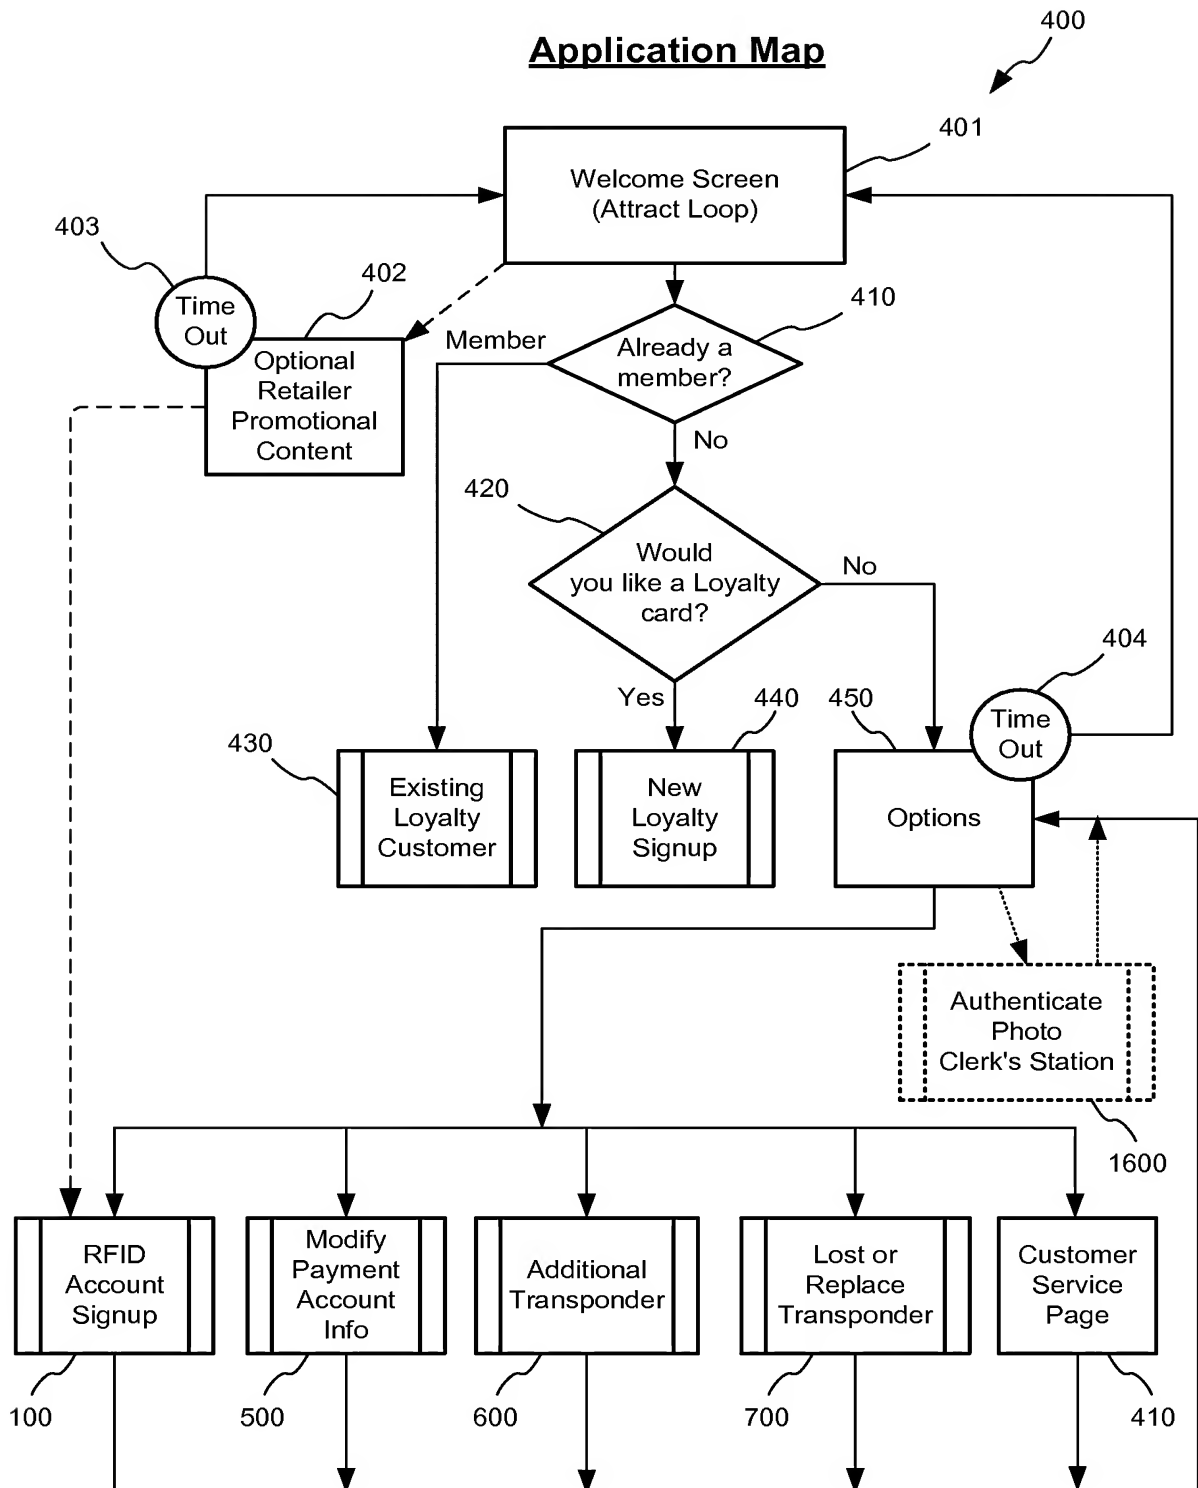 Application Map
400
401
Welcome Screen
(Attract Loop)
403
402
Time
Out
410
Optional
Retailer
Promotional
Content
Member
Already a
member?
No
420
Would
you like a Loyalty
card?
No
404
Yes
440
450
Time
Out
430
Existing
Loyalty
Customer
New
Loyalty
Signup
Options
Authenticate
Photo
Clerk's Station
1600
RFID
Account
Signup
Modify
Payment
Account
Info
Additional
Transponder
Lost or
Replace
Transponder
Customer
Service
Page
100
500
600
700
410